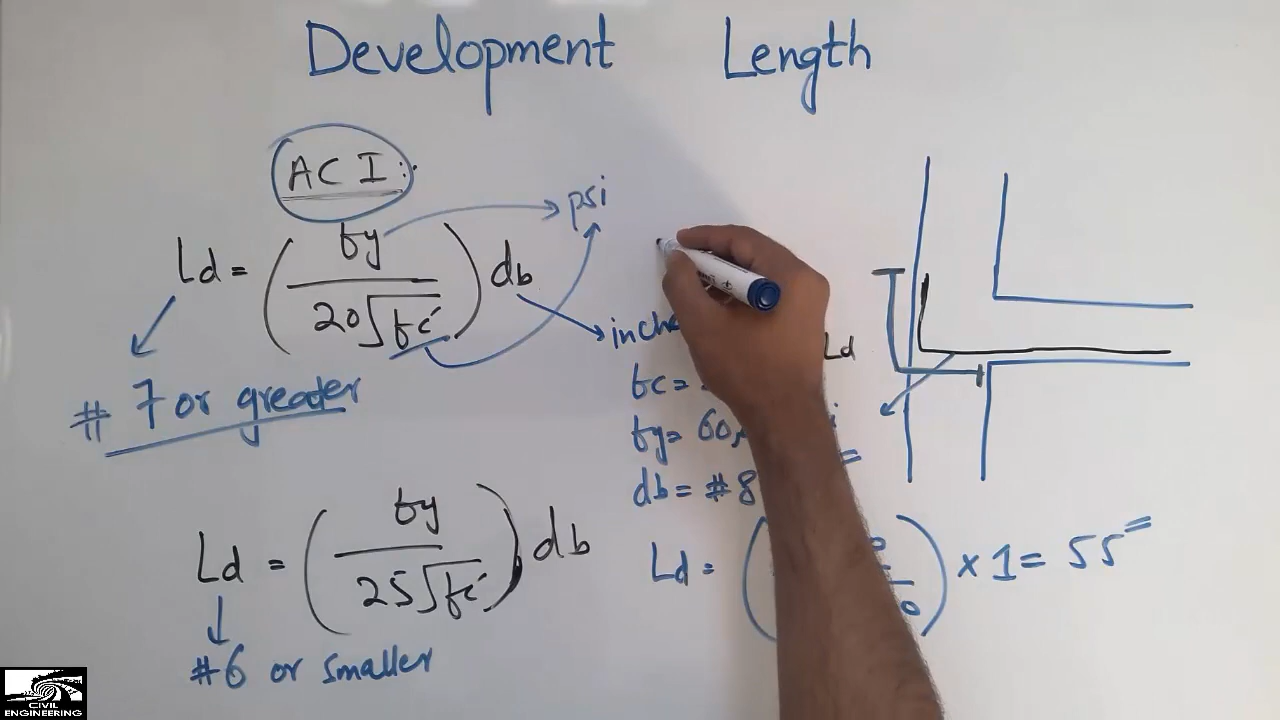 Development Length
ACI:
psi
Ld = ( fy / 20√fc' ) db
# 7 or greater
Ld = ( fy / 25√fc' ) db
#6 or smaller
fc =
fy = 60,
db = #8
Ld = ( ) × 1 = 55"
Ld
CIVIL
ENGINEERING